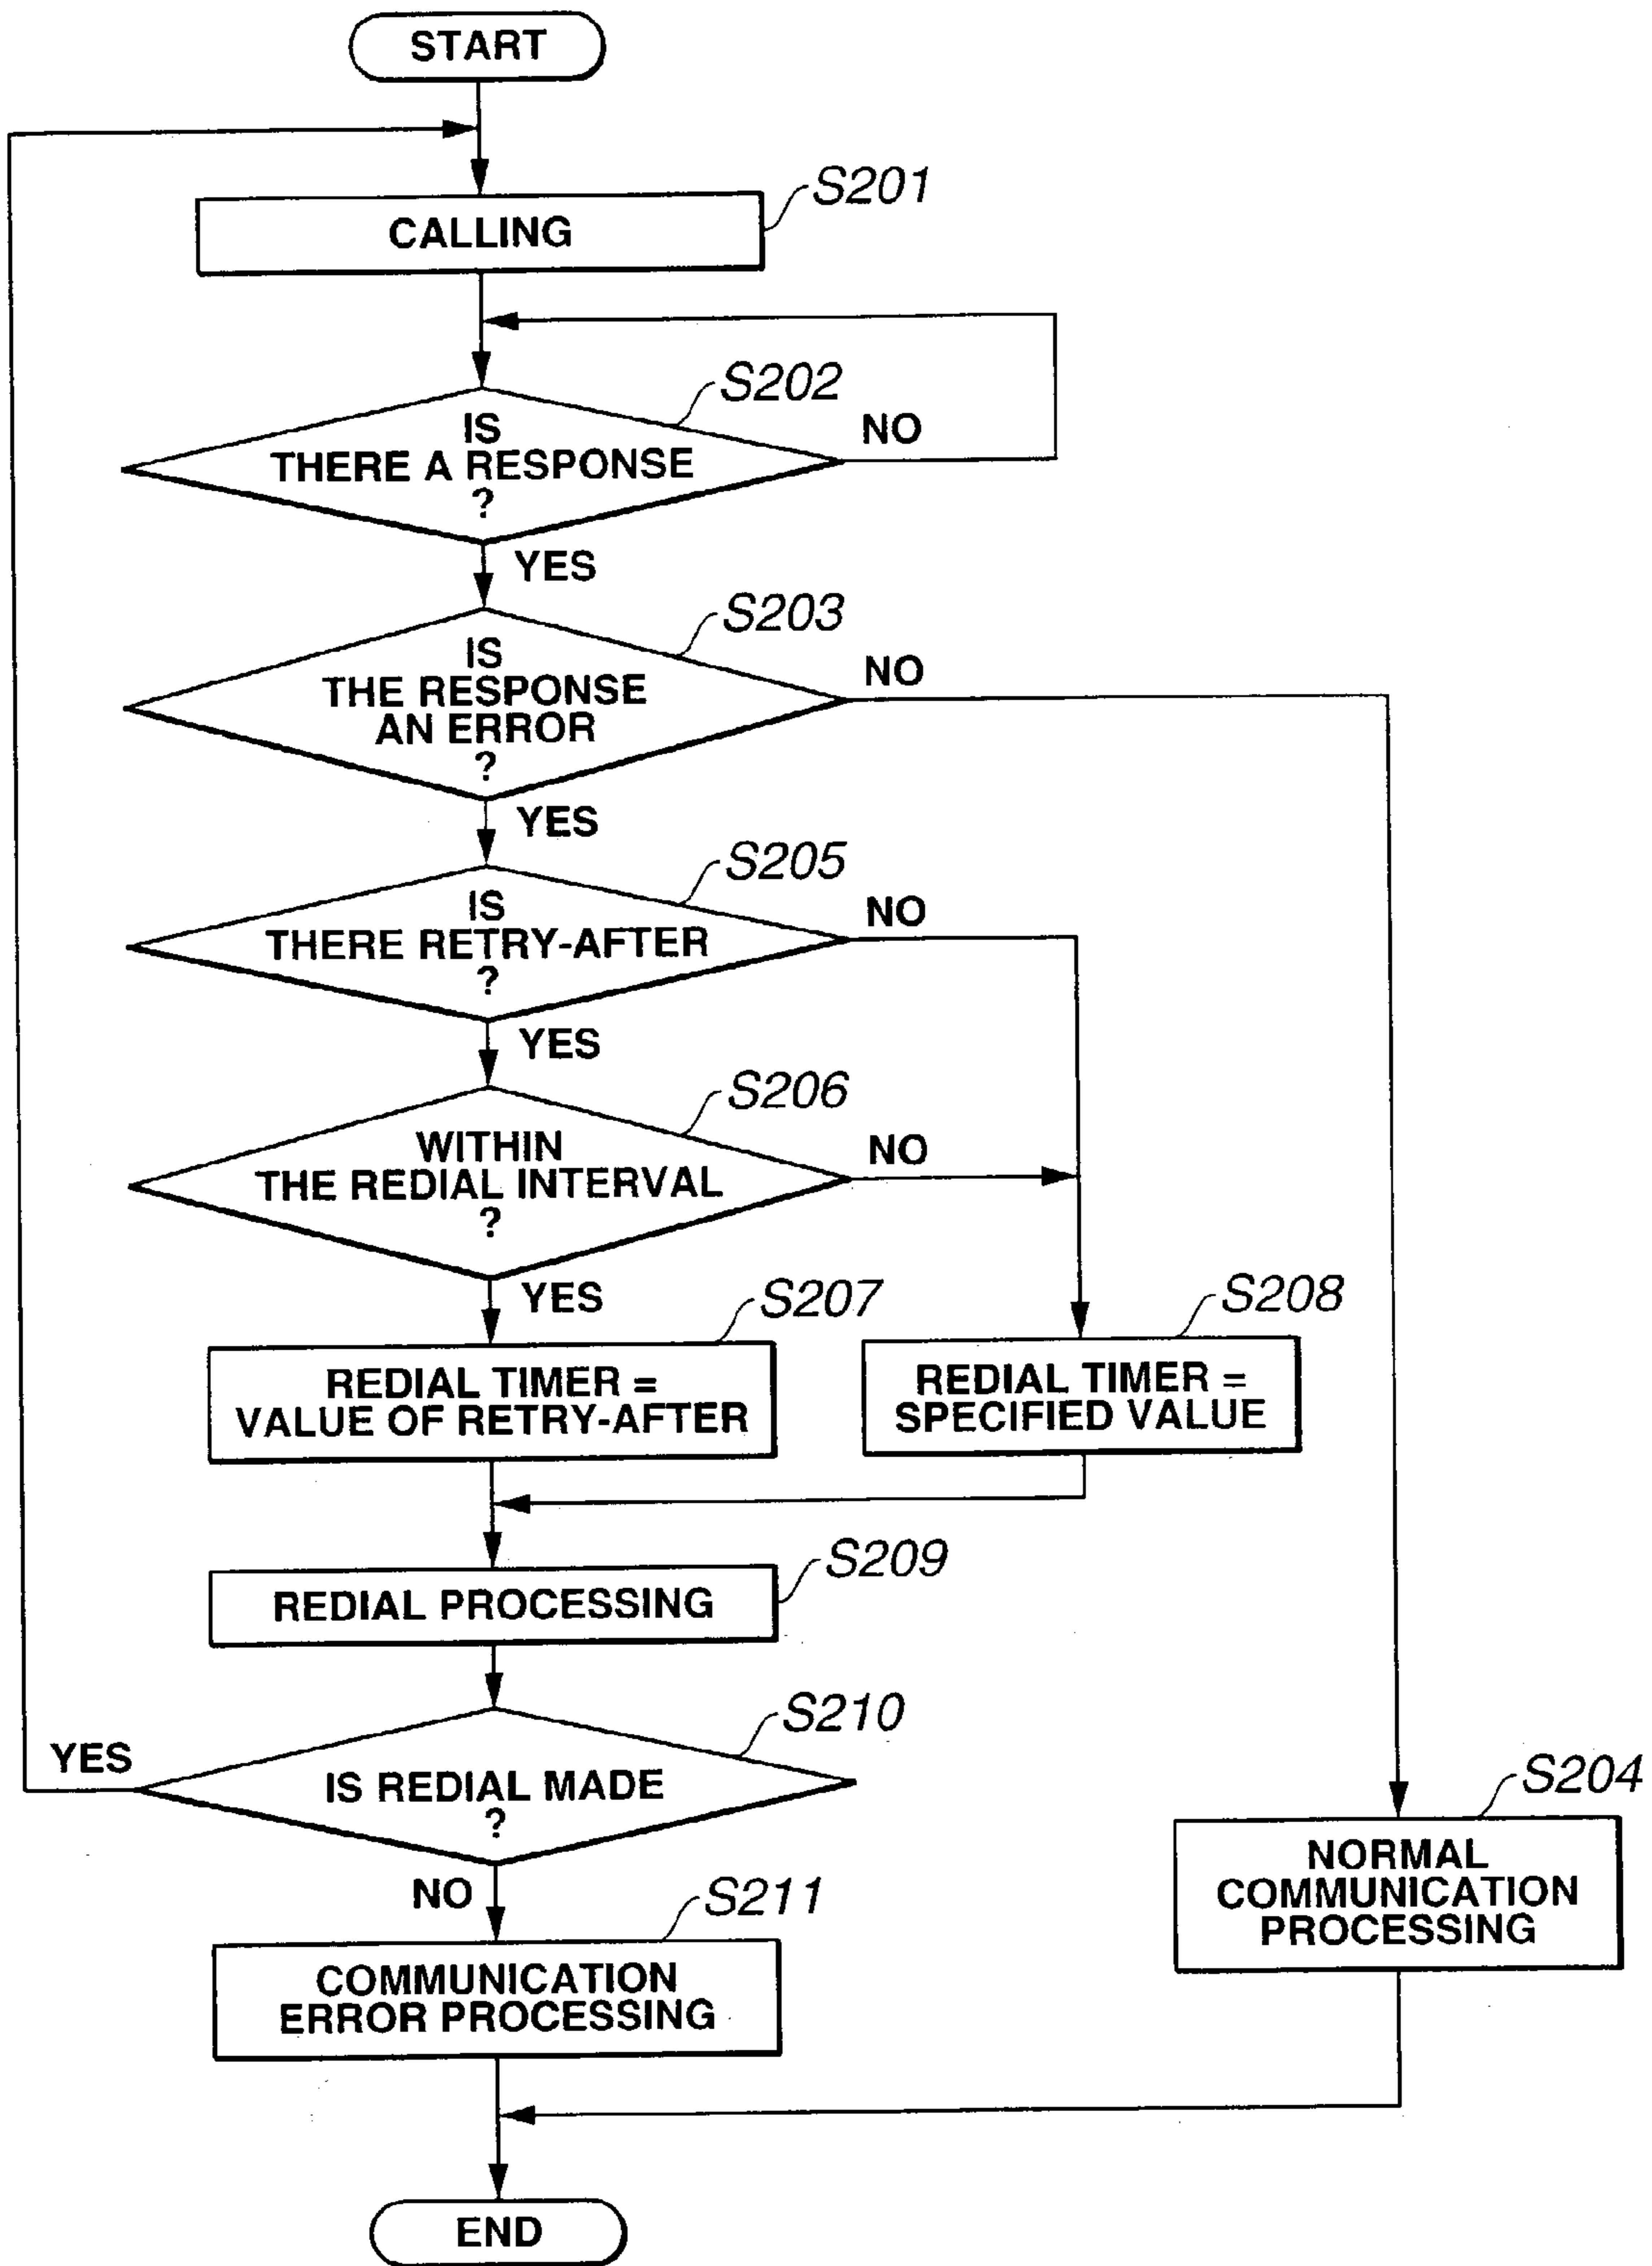 START
S201
CALLING
S202
IS
THERE A RESPONSE
?
NO
YES
S203
IS
THE RESPONSE
AN ERROR
?
NO
YES
S205
IS
THERE RETRY-AFTER
?
NO
YES
S206
WITHIN
THE REDIAL INTERVAL
?
NO
YES
S207
REDIAL TIMER =
VALUE OF RETRY-AFTER
S208
REDIAL TIMER =
SPECIFIED VALUE
S209
REDIAL PROCESSING
S210
YES
IS REDIAL MADE
?
NO
S204
NORMAL
COMMUNICATION
PROCESSING
S211
COMMUNICATION
ERROR PROCESSING
END